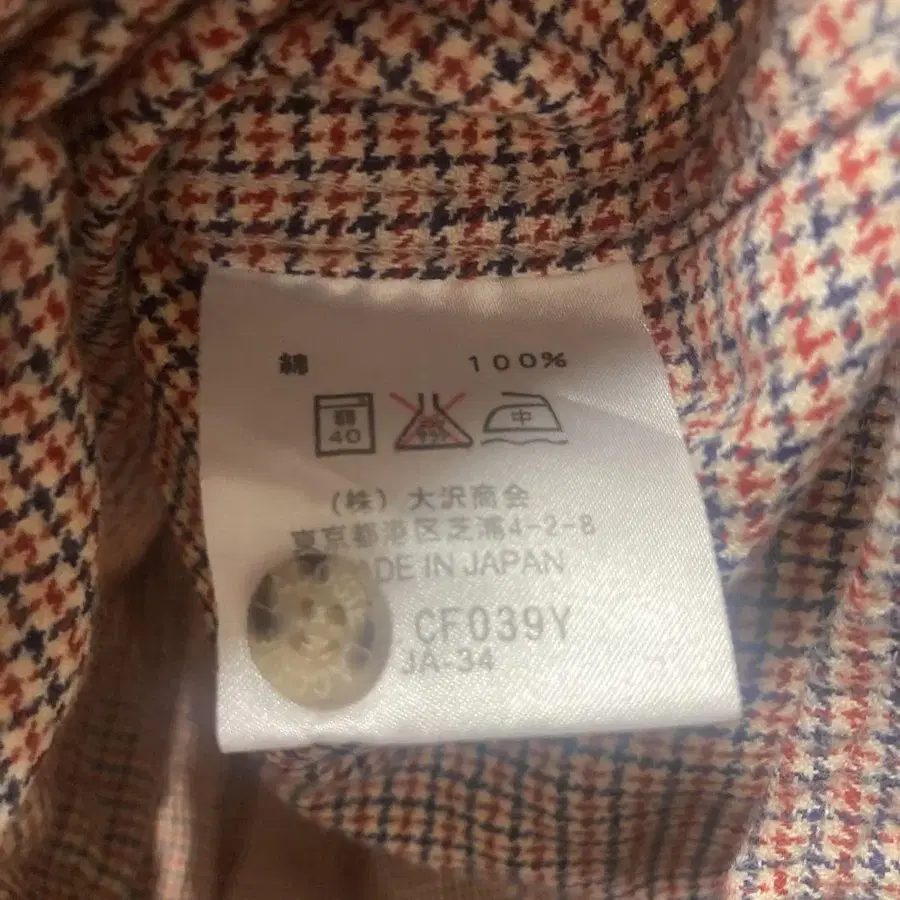 綿 100%
弱 40 中
(株) 大沢商会
東京都港区芝浦4-2-8
MADE IN JAPAN
CF039Y
JA-34